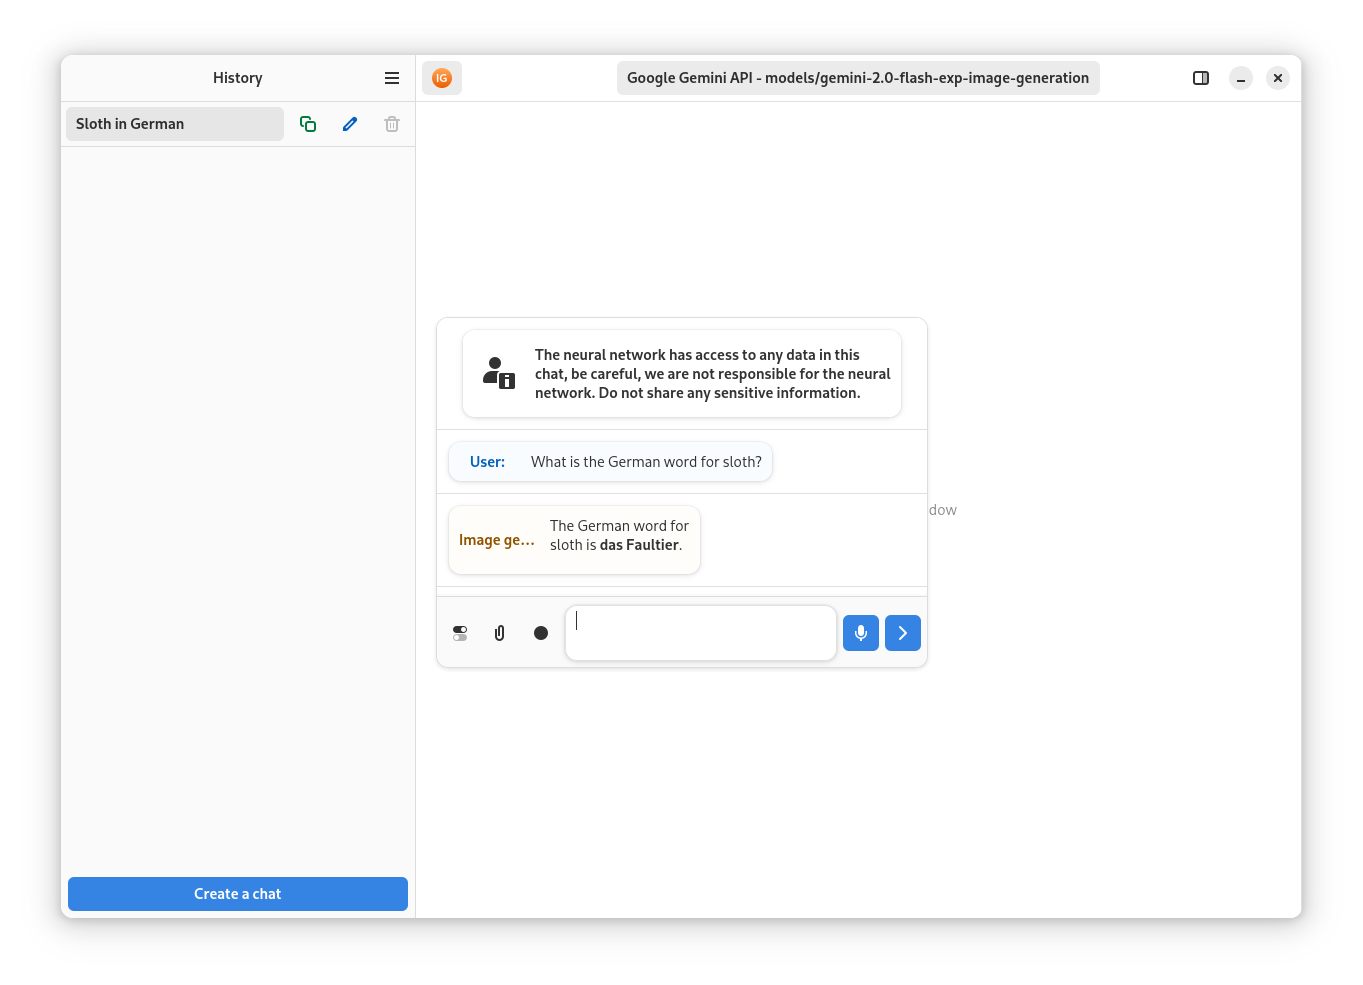 History
IG
Google Gemini API - models/gemini-2.0-flash-exp-image-generation
Sloth in German
The neural network has access to any data in this
chat, be careful, we are not responsible for the neural
network. Do not share any sensitive information.
User:
What is the German word for sloth?
dow
Image ge...
The German word for
sloth is das Faultier.
Create a chat